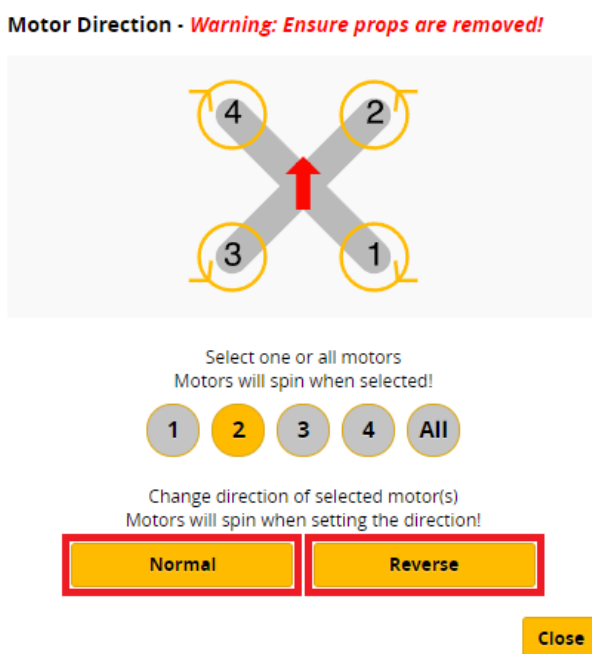 Motor Direction - Warning: Ensure props are removed!
4 2
3 1
Select one or all motors
Motors will spin when selected!
1 2 3 4 All
Change direction of selected motor(s)
Motors will spin when setting the direction!
Normal Reverse
Close